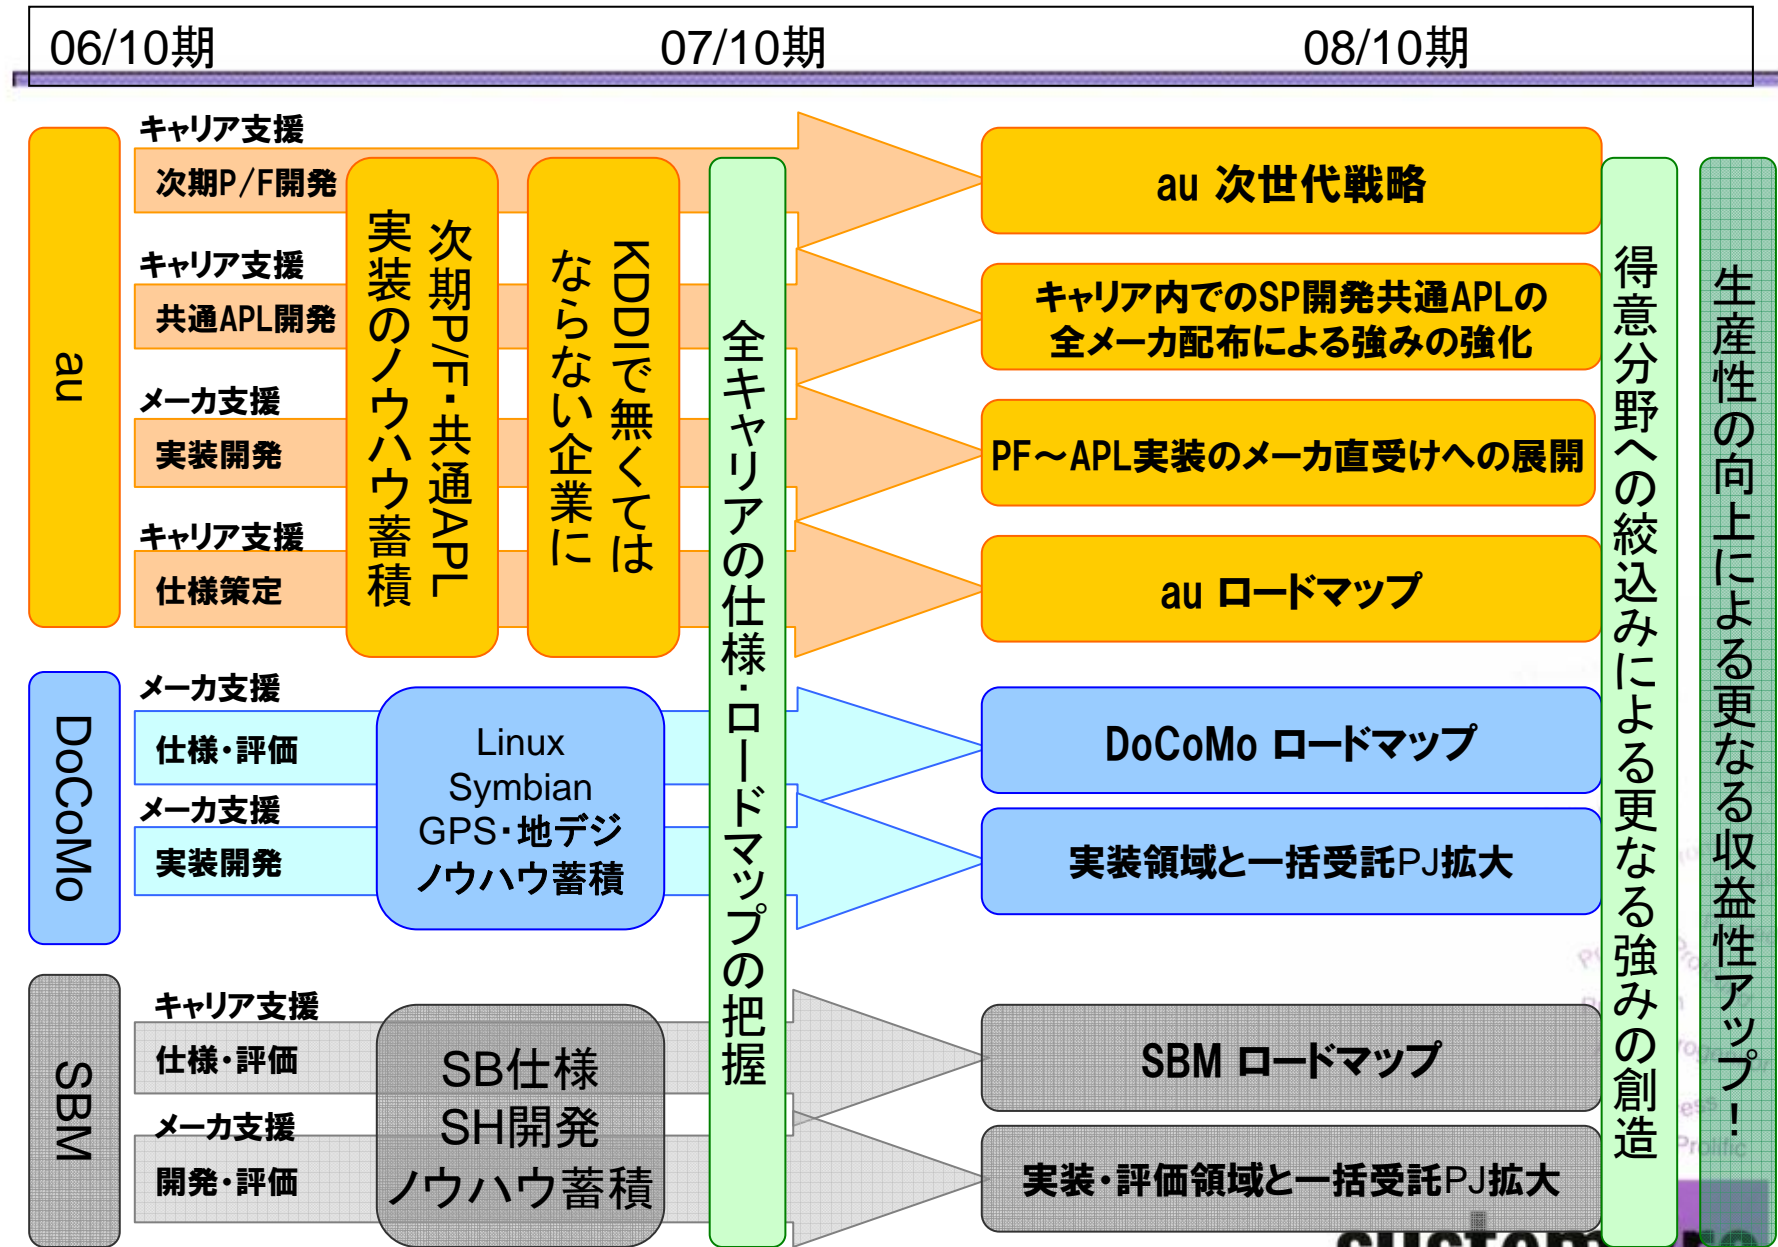 06/10期
07/10期
08/10期
au
キャリア支援
次期P/F開発
キャリア支援
共通APL開発
メーカ支援
実装開発
キャリア支援
仕様策定
次期P/F・共通APL
実装のノウハウ蓄積
KDDIで無くては
ならない企業に
au 次世代戦略
キャリア内でのSP開発共通APLの
全メーカ配布による強みの強化
PF～APL実装のメーカ直受けへの展開
au ロードマップ
DoCoMo
メーカ支援
仕様・評価
メーカ支援
実装開発
Linux
Symbian
GPS・地デジ
ノウハウ蓄積
DoCoMo ロードマップ
実装領域と一括受託PJ拡大
SBM
キャリア支援
仕様・評価
メーカ支援
開発・評価
SB仕様
SH開発
ノウハウ蓄積
SBM ロードマップ
実装・評価領域と一括受託PJ拡大
全キャリアの仕様・ロードマップの把握
得意分野への絞込みによる更なる強みの創造
生産性の向上による更なる収益性アップ！
Prolific